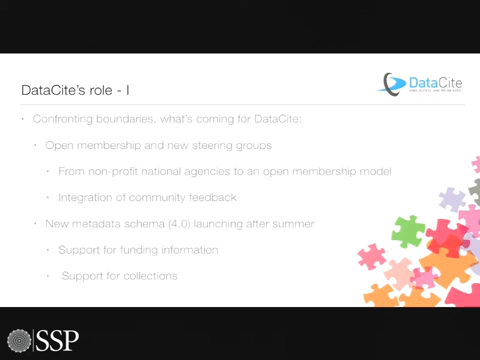 DataCite's role - I
DataCite
Confronting boundaries, what's coming for DataCite:
Open membership and new steering groups
From non-profit national agencies to an open membership model
Integration of community feedback
New metadata schema (4.0) launching after summer
Support for funding information
Support for collections
SSP